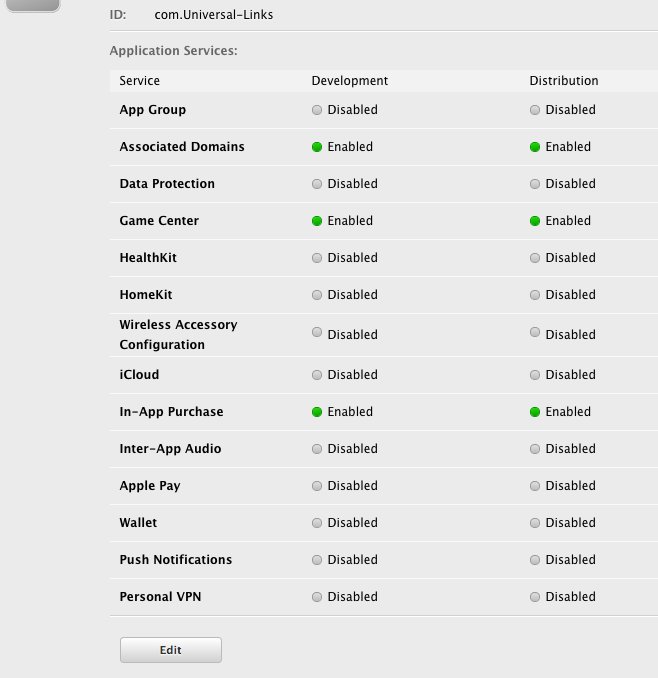 ID: com.Universal-Links
Application Services:
Service Development Distribution
App Group Disabled Disabled
Associated Domains Enabled Enabled
Data Protection Disabled Disabled
Game Center Enabled Enabled
HealthKit Disabled Disabled
HomeKit Disabled Disabled
Wireless Accessory
Configuration Disabled Disabled
iCloud Disabled Disabled
In-App Purchase Enabled Enabled
Inter-App Audio Disabled Disabled
Apple Pay Disabled Disabled
Wallet Disabled Disabled
Push Notifications Disabled Disabled
Personal VPN Disabled Disabled
Edit